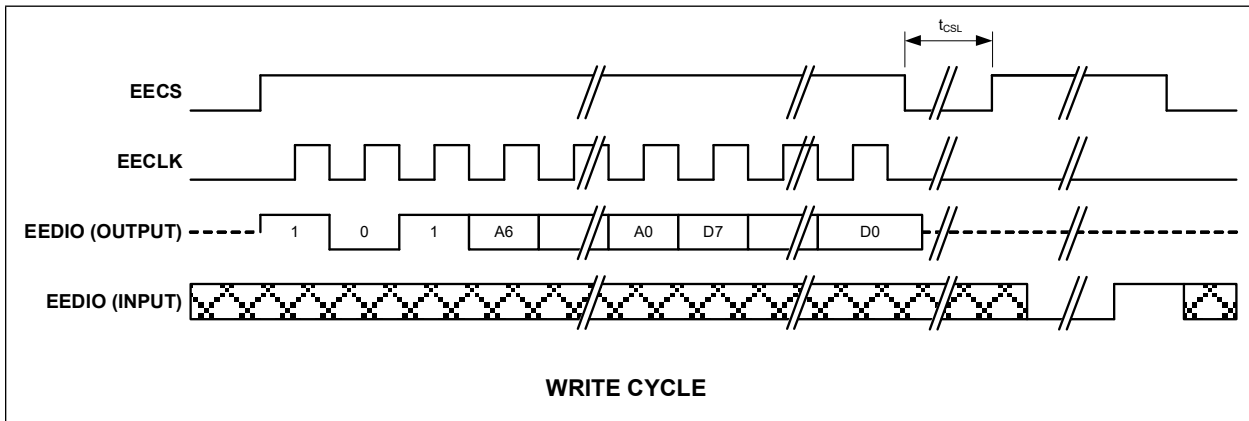 tCSL
EECS
EECLK
EEDIO (OUTPUT) 1 0 1 A6 A0 D7 D0
EEDIO (INPUT)
WRITE CYCLE